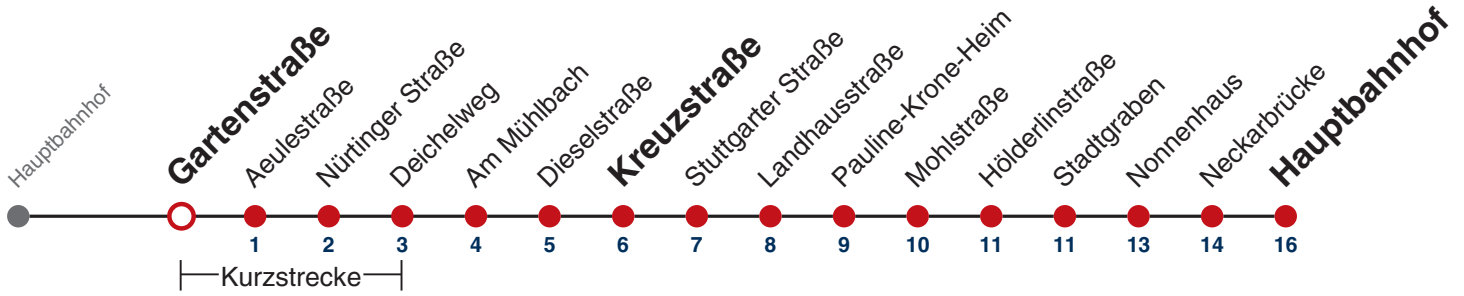 Hauptbahnhof
Gartenstraße
Aeulestraße
Nürtinger Straße
Deichelweg
Am Mühlbach
Dieselstraße
Kreuzstraße
Stuttgarter Straße
Landhausstraße
Pauline-Krone-Heim
Mohlstraße
Hölderlinstraße
Stadtgraben
Nonnenhaus
Neckarbrücke
Hauptbahnhof
1 2 3 4 5 6 7 8 9 10 11 11 13 14 16
Kurzstrecke